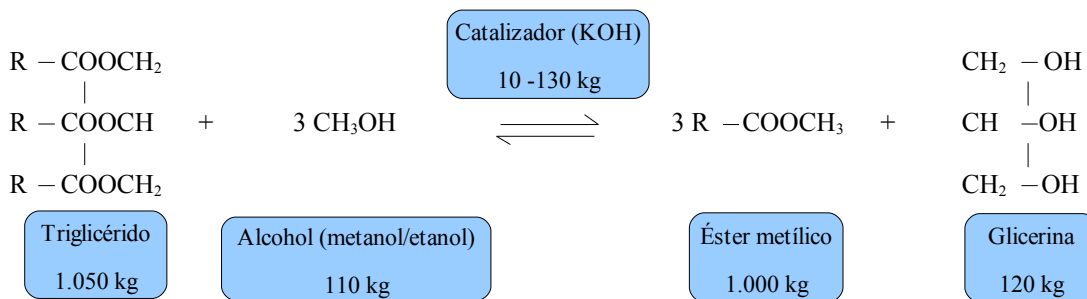 Catalizador (KOH)
10 -130 kg
R – COOCH₂
R – COOCH + 3 CH₃OH ⇌ 3 R – COOCH₃ +
R – COOCH₂
CH₂ – OH
CH – OH
CH₂ – OH
Triglicérido
1.050 kg
Alcohol (metanol/etanol)
110 kg
Éster metílico
1.000 kg
Glicerina
120 kg